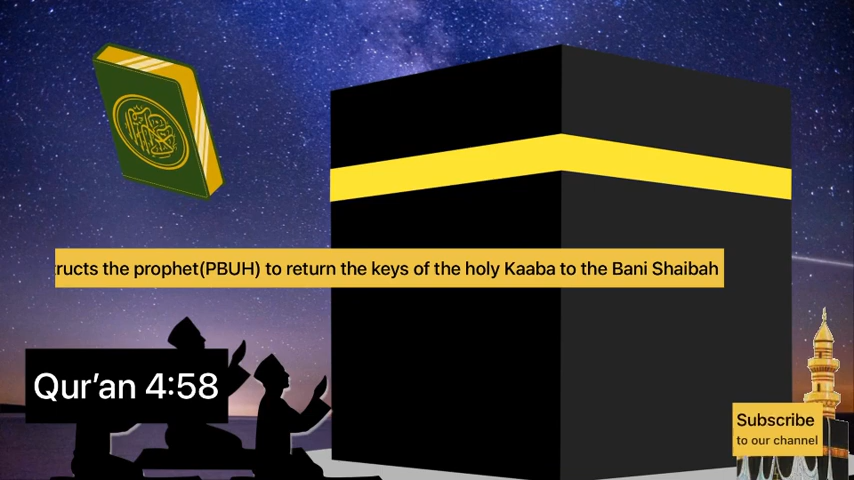 tructs the prophet(PBUH) to return the keys of the holy Kaaba to the Bani Shaibah
Qur'an 4:58
Subscribe
to our channel